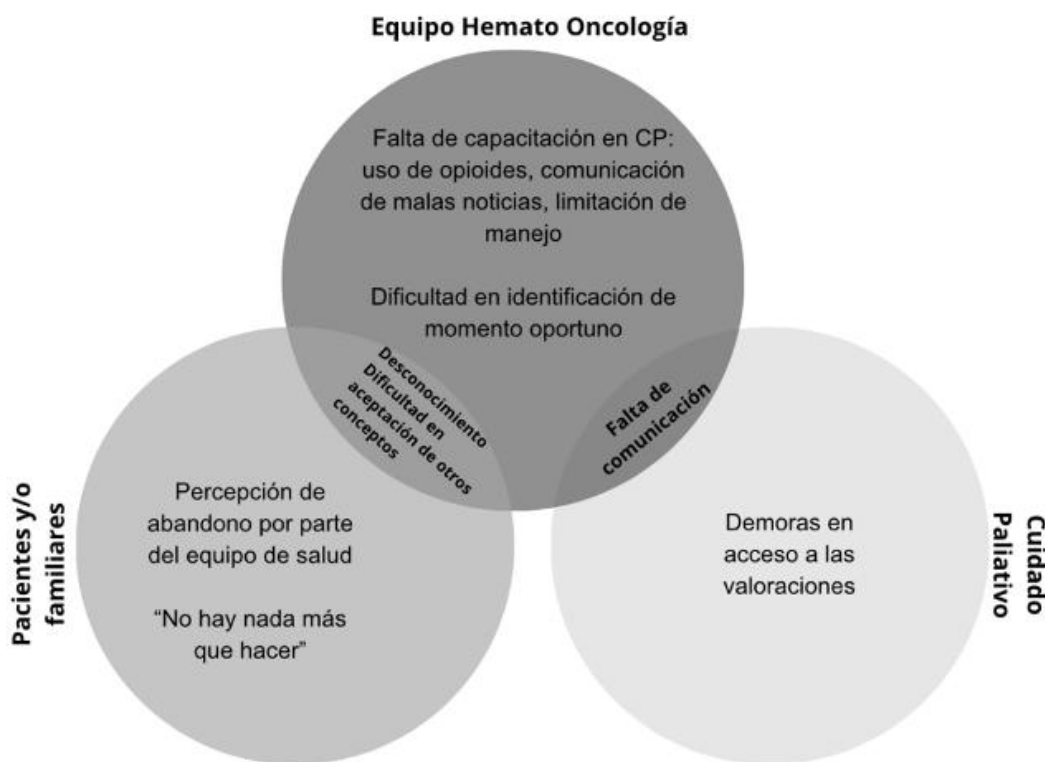 Equipo Hemato Oncología
Falta de capacitación en CP:
uso de opioides, comunicación
de malas noticias, limitación de
manejo
Dificultad en identificación de
momento oportuno
Desconocimiento
Dificultad en
aceptación de otros
conceptos
Falta de
comunicación
Pacientes y/o
familiares
Percepción de
abandono por parte
del equipo de salud
“No hay nada más
que hacer”
Demoras en
acceso a las
valoraciones
Cuidado
Paliativo